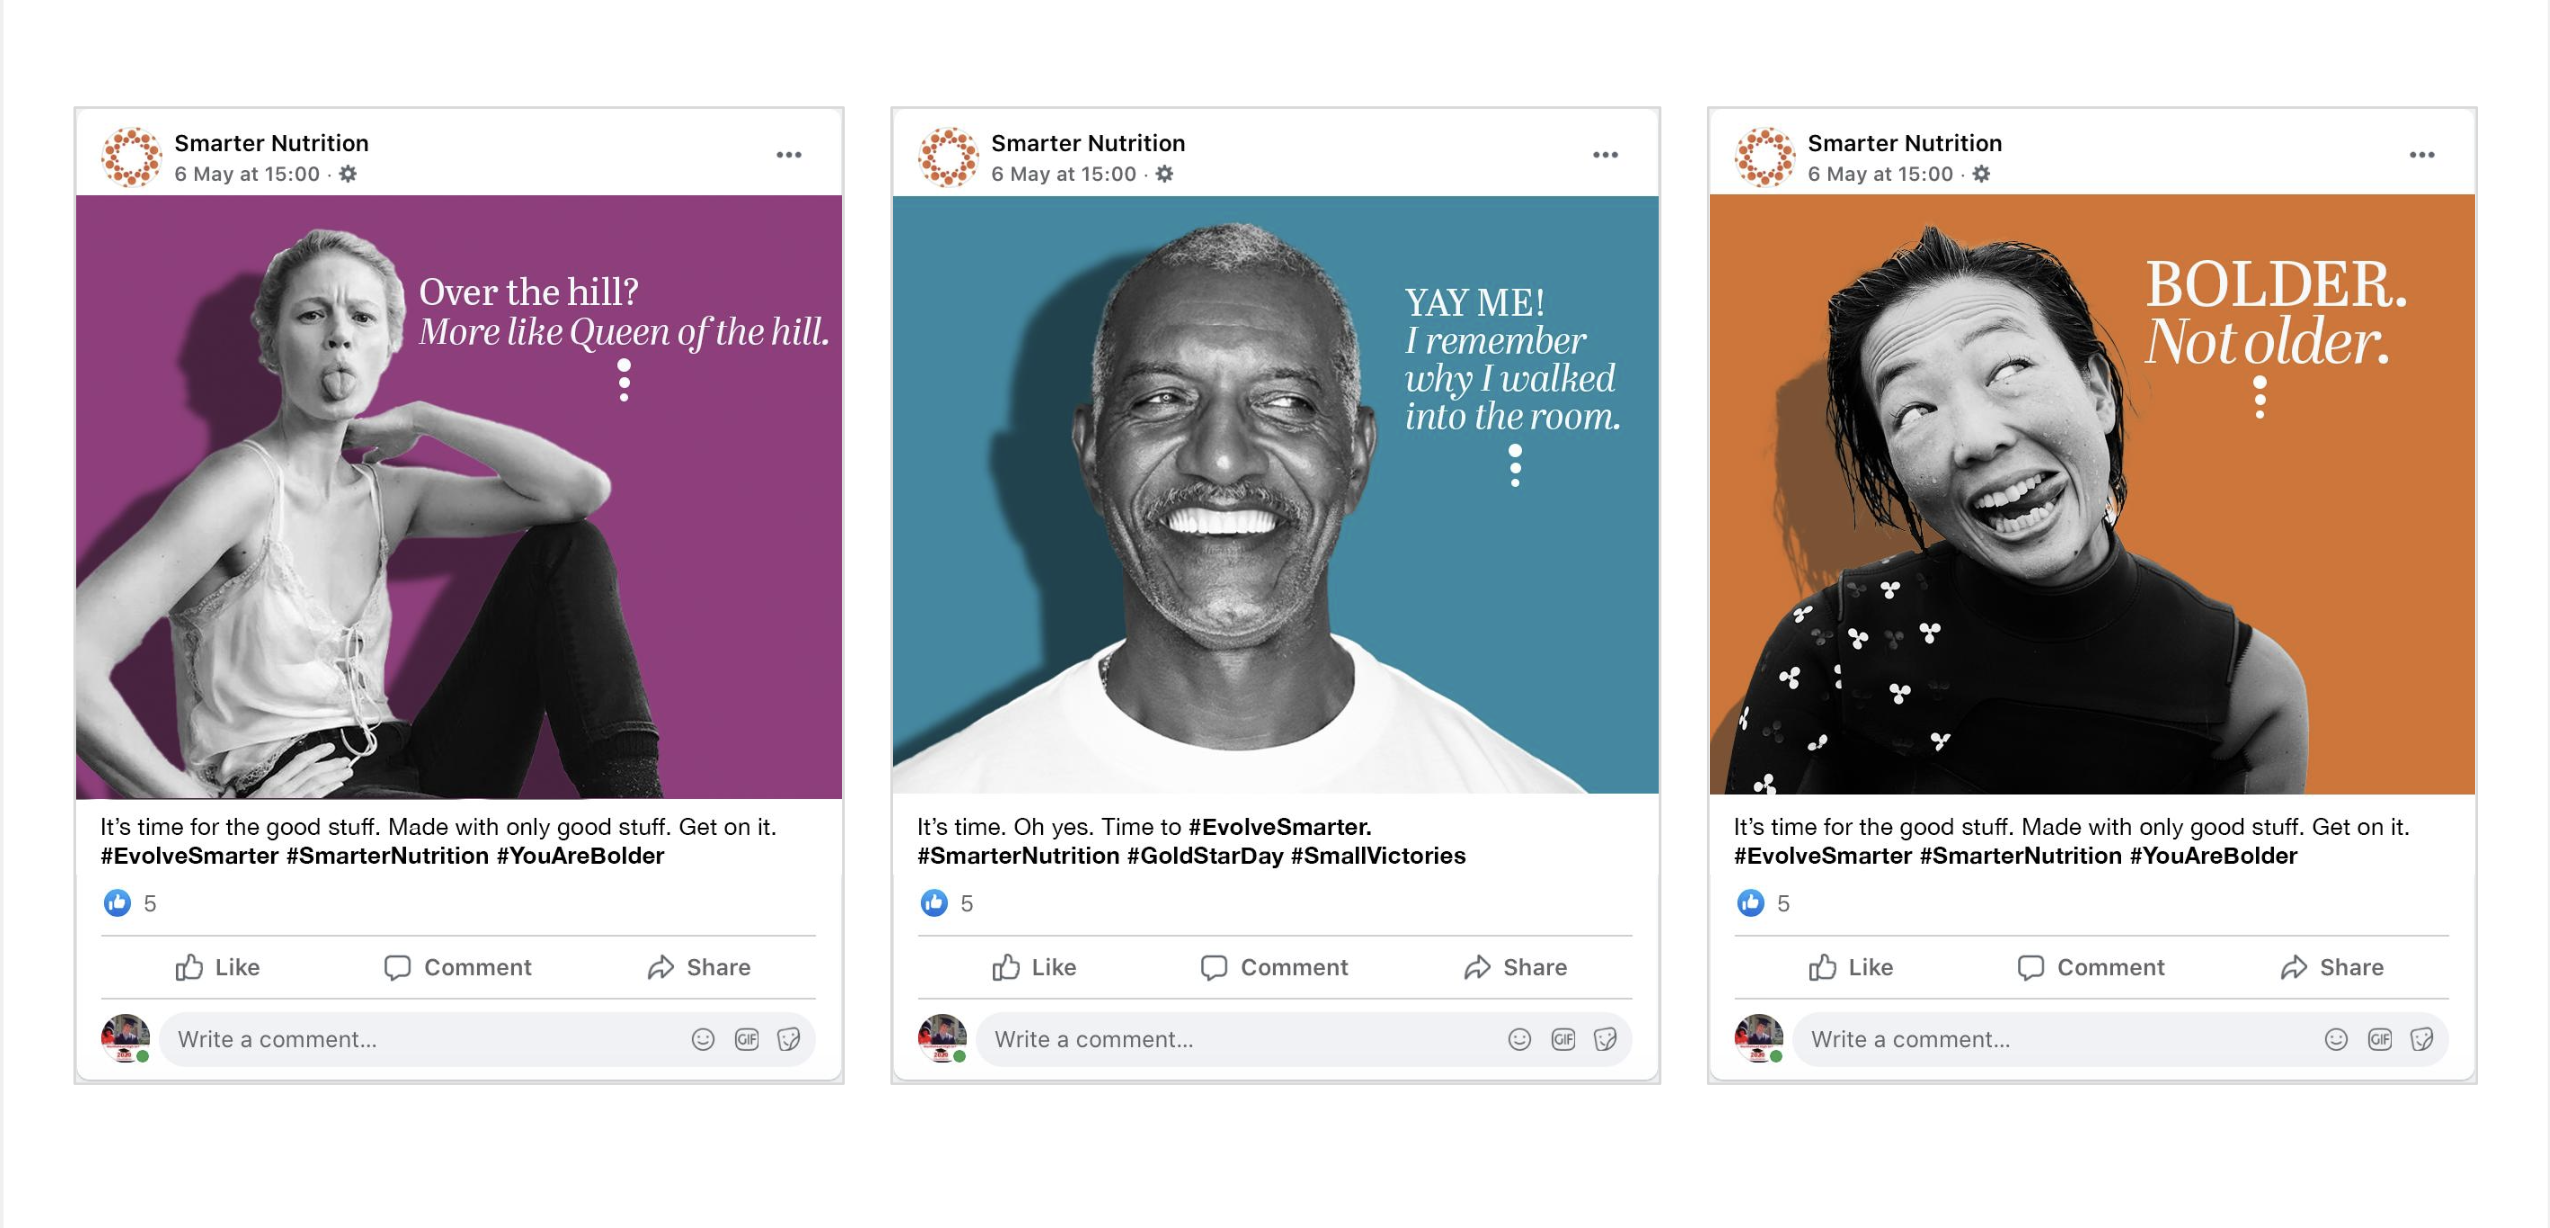 Smarter Nutrition
6 May at 15:00 ·
Over the hill?
More like Queen of the hill.
It's time for the good stuff. Made with only good stuff. Get on it.
#EvolveSmarter #SmarterNutrition #YouAreBolder
5
Like Comment Share
Write a comment...
GIF
Smarter Nutrition
6 May at 15:00 ·
YAY ME!
I remember
why I walked
into the room.
It's time. Oh yes. Time to #EvolveSmarter.
#SmarterNutrition #GoldStarDay #SmallVictories
5
Like Comment Share
Write a comment...
GIF
Smarter Nutrition
6 May at 15:00 ·
BOLDER.
Not older.
It's time for the good stuff. Made with only good stuff. Get on it.
#EvolveSmarter #SmarterNutrition #YouAreBolder
5
Like Comment Share
Write a comment...
GIF